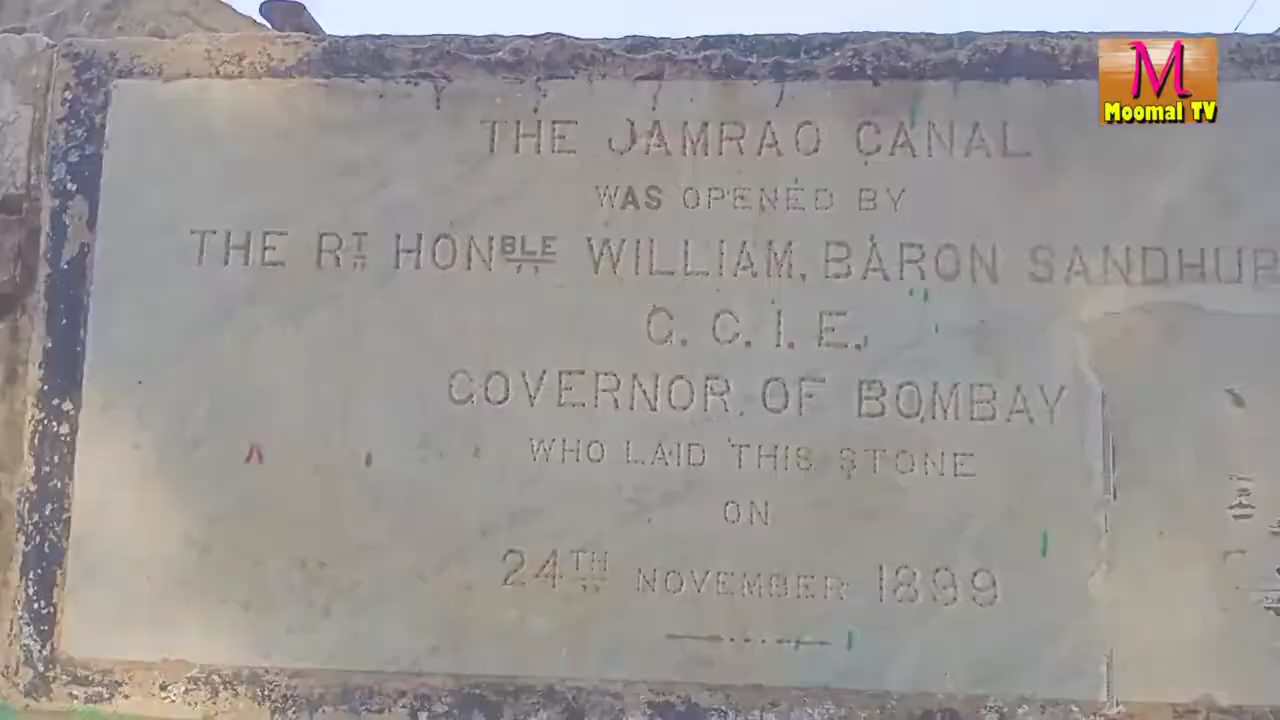 M
Moomal TV
THE JAMRAO CANAL
WAS OPENED BY
THE RT HONBLE WILLIAM, BARON SANDHUR
G. C. I. E.
GOVERNOR OF BOMBAY
WHO LAID THIS STONE
ON
24TH NOVEMBER 1899